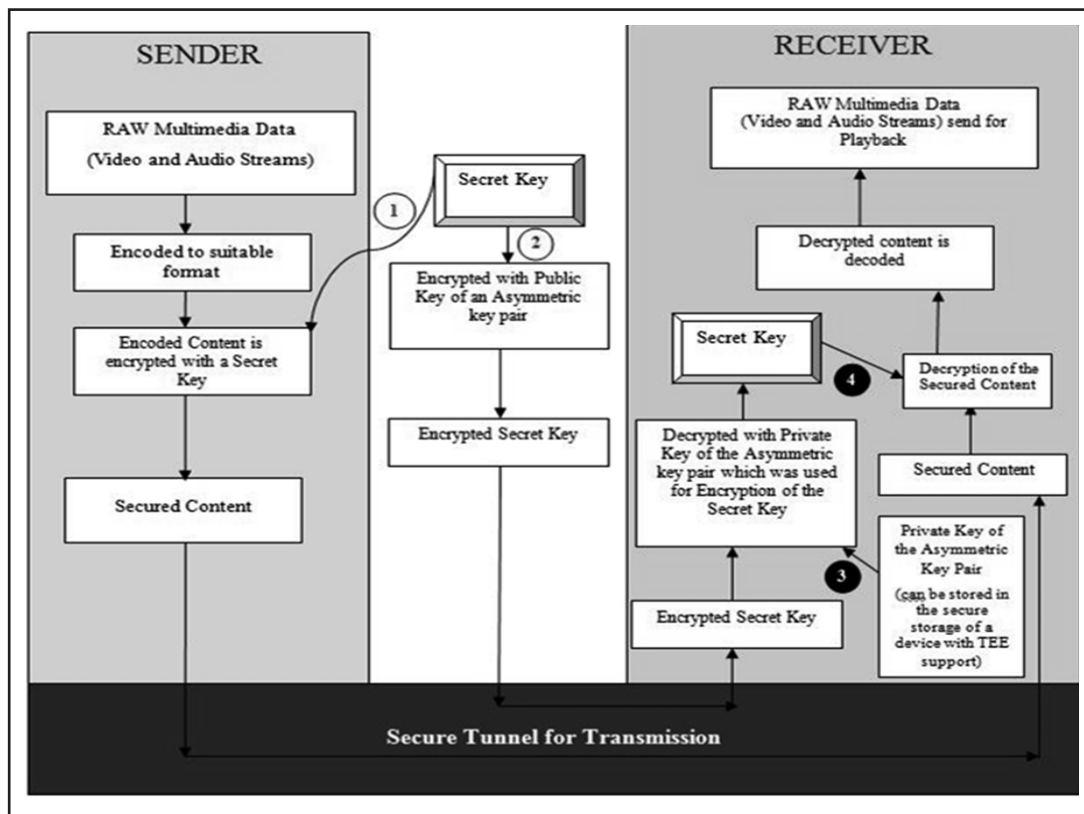 SENDER
RAW Multimedia Data
(Video and Audio Streams)
Encoded to suitable
format
Encoded Content is
encrypted with a Secret
Key
Secured Content
1
Secret Key
2
Encrypted with Public
Key of an Asymmetric
key pair
Encrypted Secret Key
RECEIVER
RAW Multimedia Data
(Video and Audio Streams) send for
Playback
Decrypted content is
decoded
Secret Key
4
Decryption of the
Secured Content
Decrypted with Private
Key of the Asymmetric
key pair which was used
for Encryption of the
Secret Key
Secured Content
Private Key of
the Asymmetric
Key Pair
(can be stored in
the secure
storage of a
device with TEE
support)
3
Encrypted Secret Key
Secure Tunnel for Transmission